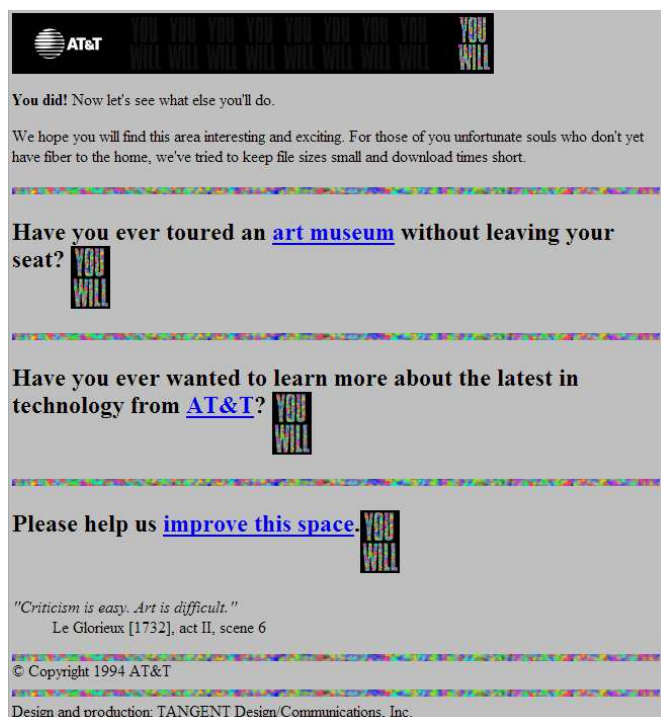 AT&T YOU YOU YOU YOU YOU YOU YOU YOU YOU
WILL WILL WILL WILL WILL WILL WILL WILL WILL
You did! Now let's see what else you'll do.
We hope you will find this area interesting and exciting. For those of you unfortunate souls who don't yet
have fiber to the home, we've tried to keep file sizes small and download times short.
Have you ever toured an art museum without leaving your
seat? YOU
WILL
Have you ever wanted to learn more about the latest in
technology from AT&T? YOU
WILL
Please help us improve this space. YOU
WILL
"Criticism is easy. Art is difficult."
Le Glorieux [1732], act II, scene 6
© Copyright 1994 AT&T
Design and production: TANGENT Design/Communications, Inc.